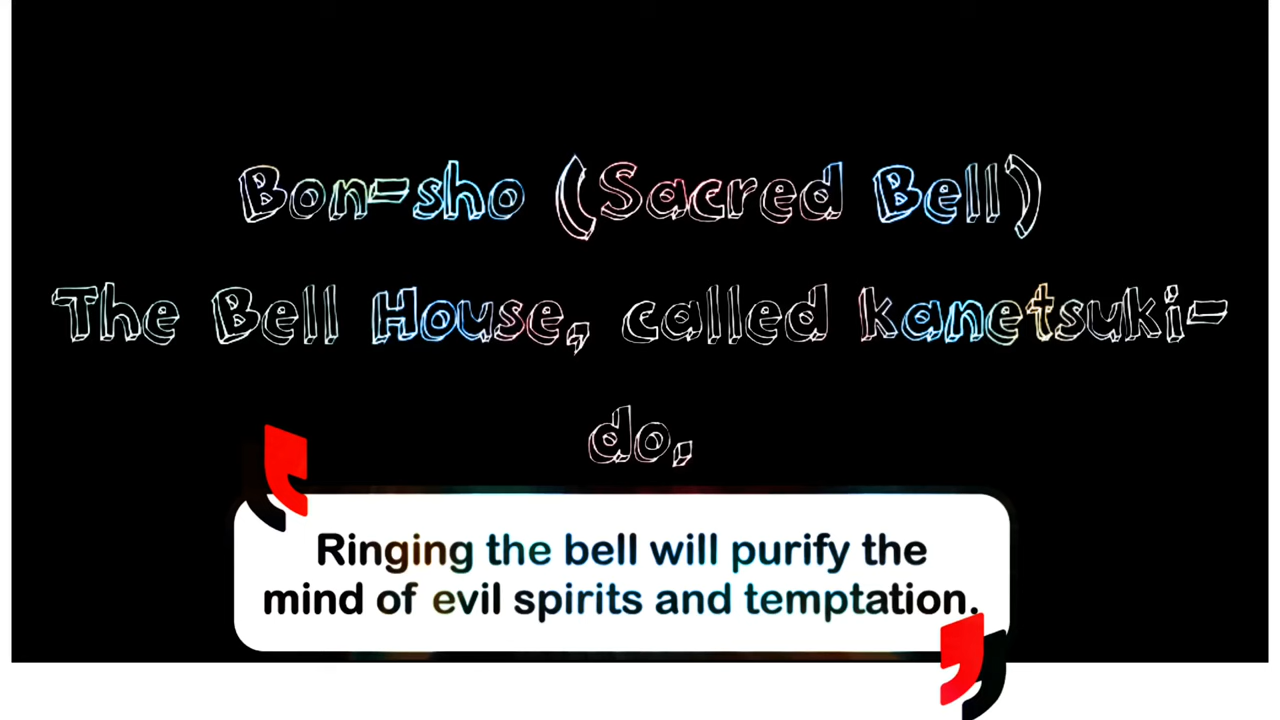 Bon-sho (Sacred Bell)
The Bell House, called kanetsuki-
do,
Ringing the bell will purify the
mind of evil spirits and temptation.